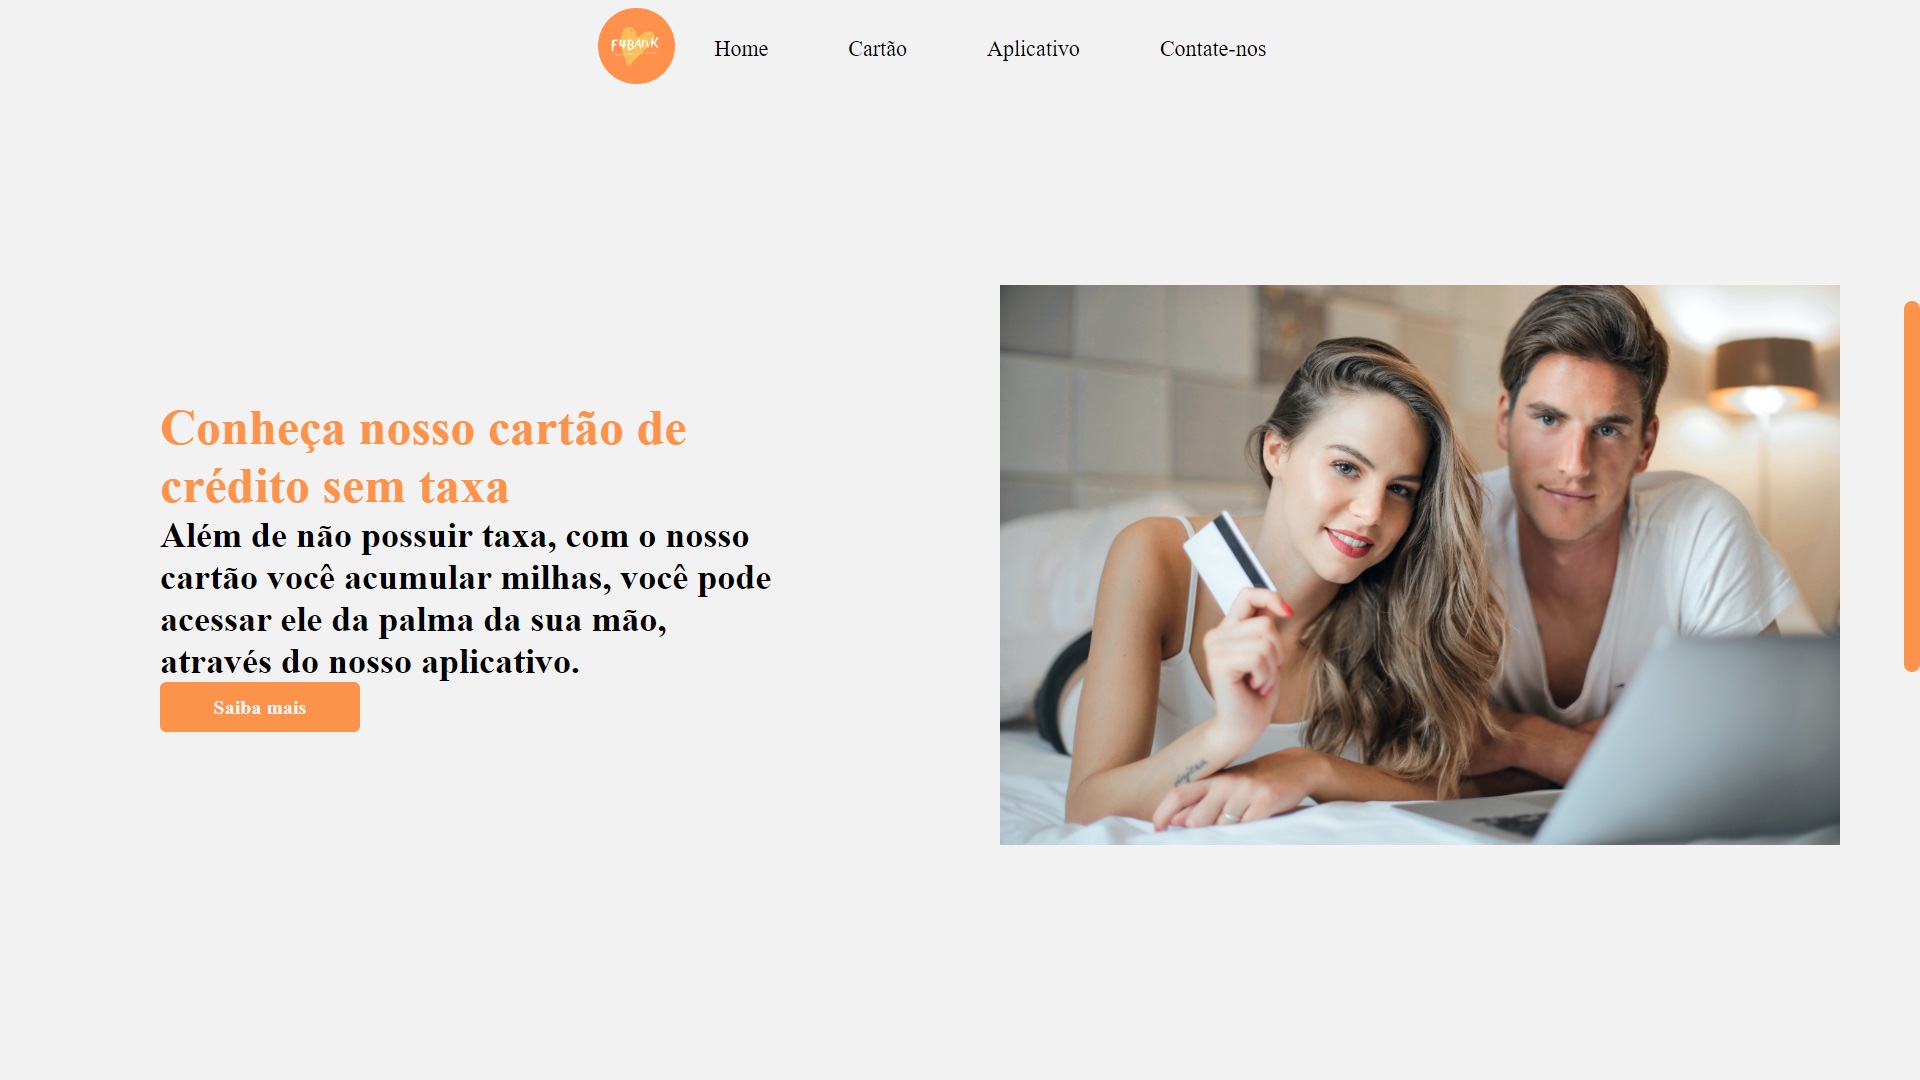 F4BANK
Home
Cartão
Aplicativo
Contate-nos
Conheça nosso cartão de
crédito sem taxa
Além de não possuir taxa, com o nosso
cartão você acumular milhas, você pode
acessar ele da palma da sua mão,
através do nosso aplicativo.
Saiba mais